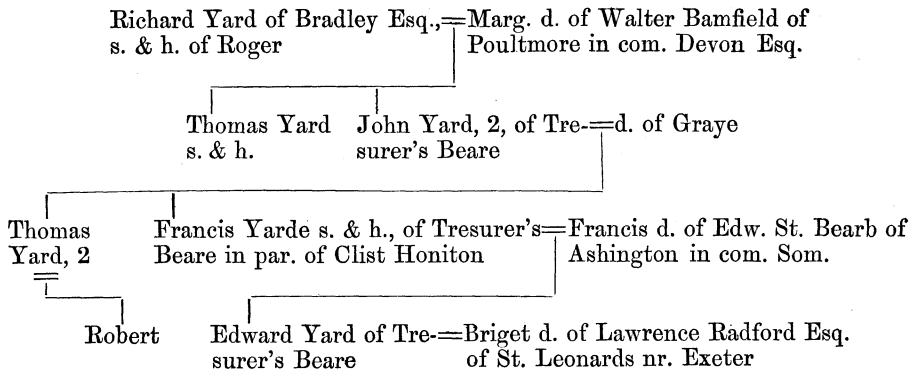 Richard Yard of Bradley Esq.,=Marg. d. of Walter Bamfield of
s. & h. of Roger Poultmore in com. Devon Esq.
Thomas Yard John Yard, 2, of Tre-=d. of Graye
s. & h. surer's Beare
Thomas Francis Yarde s. & h., of Tresurer's=Francis d. of Edw. St. Bearb of
Yard, 2 Beare in par. of Clist Honiton Ashington in com. Som.
Robert Edward Yard of Tre-=Briget d. of Lawrence Radford Esq.
surer's Beare of St. Leonards nr. Exeter